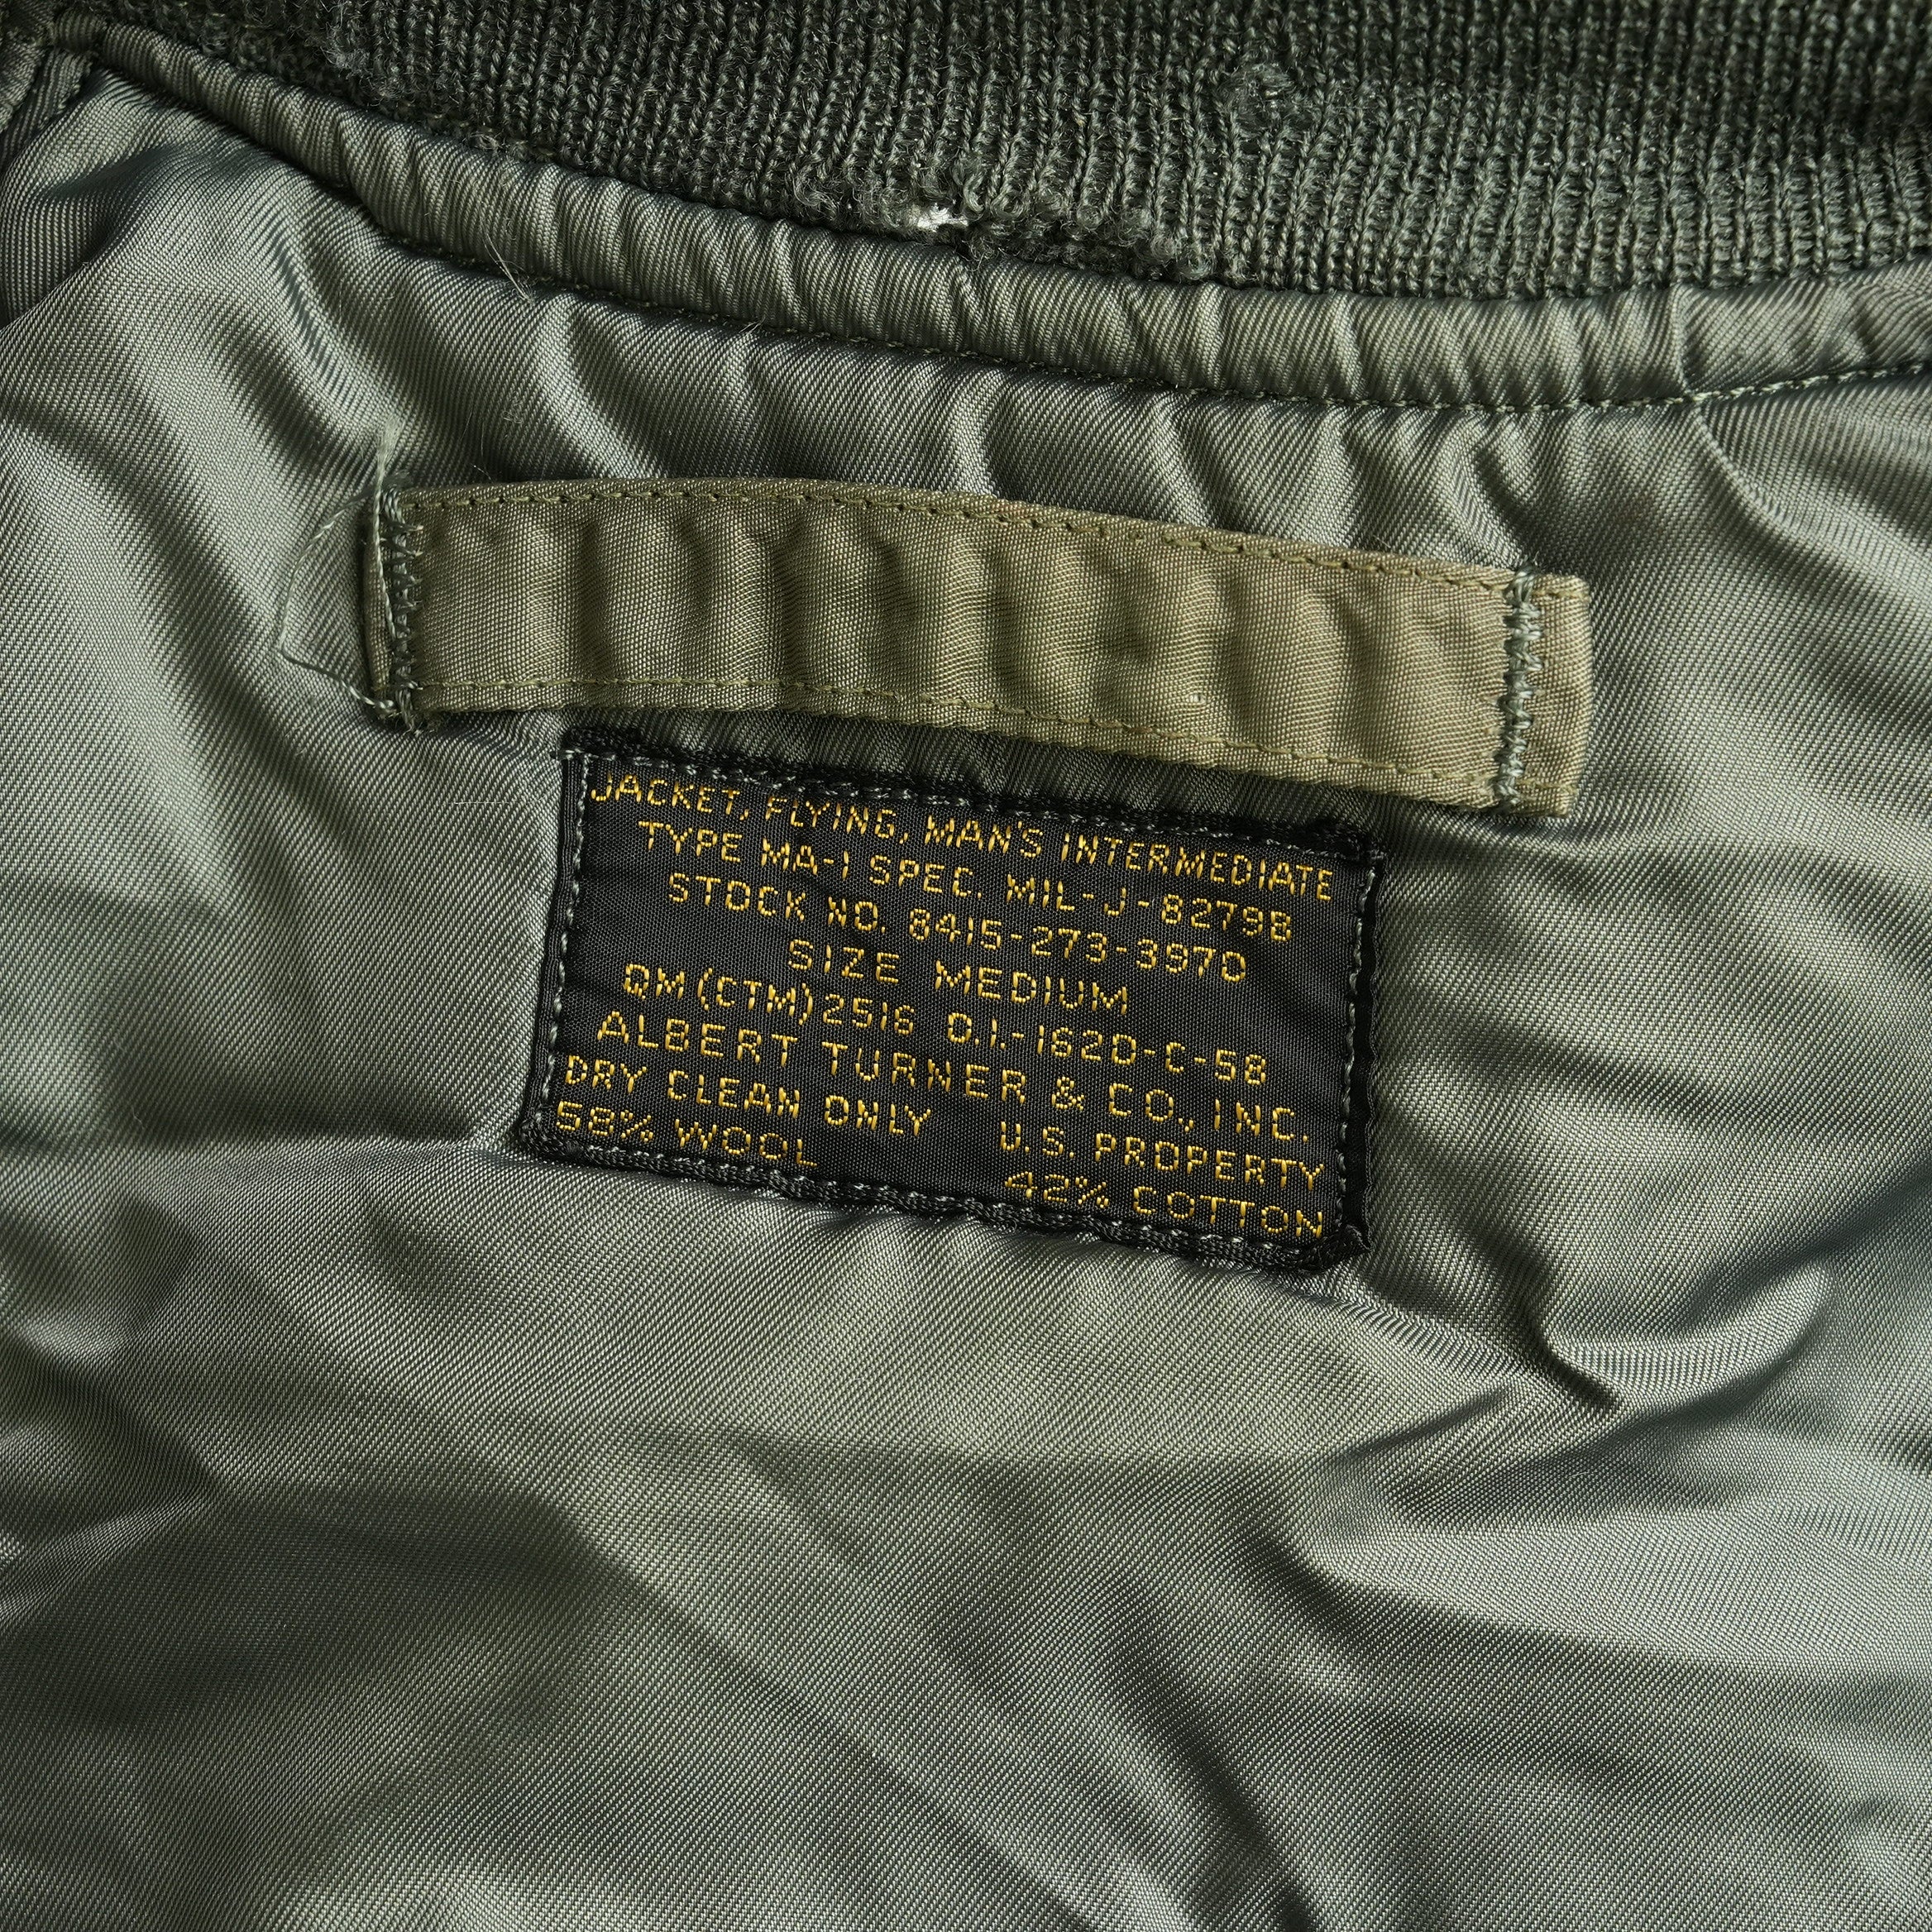 JACKET, FLYING, MAN'S INTERMEDIATE
TYPE MA-1 SPEC. MIL-J-8279B
STOCK NO. 8415-273-3970
SIZE MEDIUM
QM(CTM)2516 O.I.-1620-C-58
ALBERT TURNER & CO., INC.
DRY CLEAN ONLY U.S. PROPERTY
58% WOOL 42% COTTON